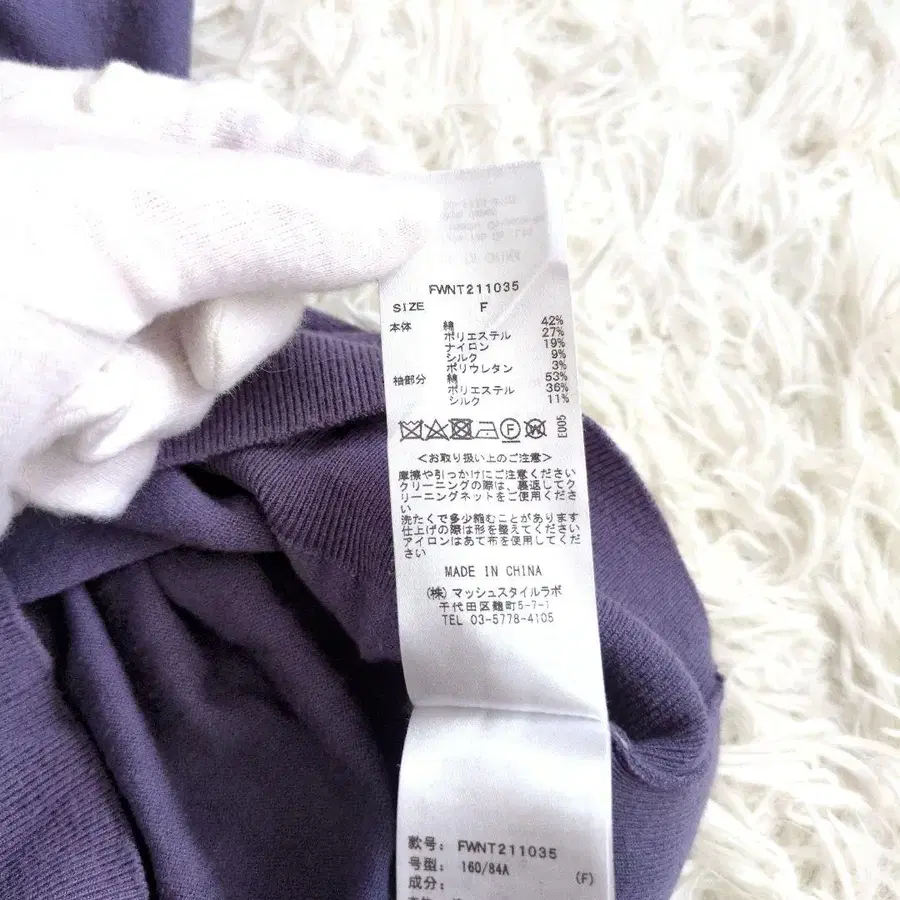 FWNT211035
SIZE F
本体 綿 42%
ポリエステル 27%
ナイロン 19%
シルク 9%
ポリウレタン 3%
袖部分 綿 53%
ポリエステル 36%
シルク 11%
F W E005
<お取り扱い上のご注意>
摩擦や引っかけにご注意ください
クリーニングの際は、裏返してク
リーニングネットをご使用くださ
い
洗たくで多少縮むことがあります
仕上げの際は形を整えてください
アイロンはあて布を使用してくだ
さい
MADE IN CHINA
(株)マッシュスタイルラボ
千代田区麹町5-7-1
TEL 03-5778-4105
款号: FWNT211035
号型: 160/84A (F)
成分: